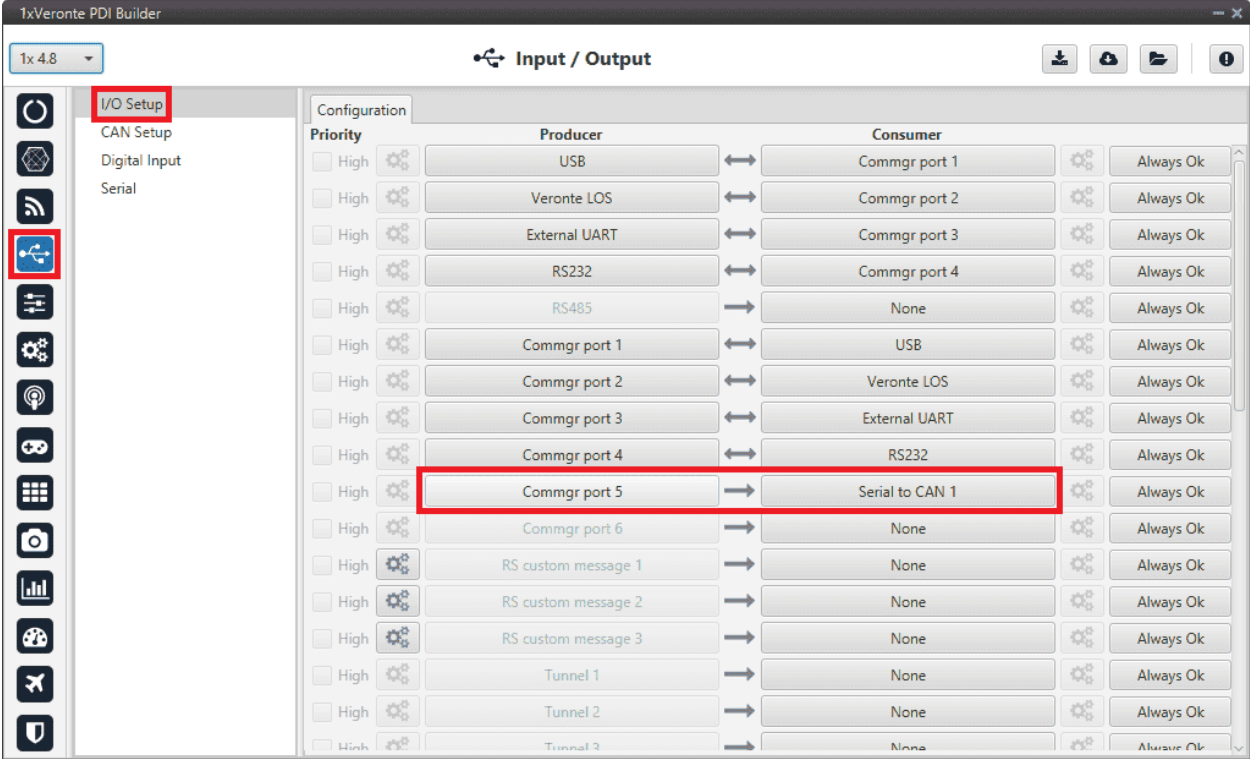 1xVeronte PDI Builder
1x 4.8
Input / Output
I/O Setup
CAN Setup
Digital Input
Serial
Configuration
Priority Producer Consumer
High USB Commgr port 1 Always Ok
High Veronte LOS Commgr port 2 Always Ok
High External UART Commgr port 3 Always Ok
High RS232 Commgr port 4 Always Ok
High RS485 None Always Ok
High Commgr port 1 USB Always Ok
High Commgr port 2 Veronte LOS Always Ok
High Commgr port 3 External UART Always Ok
High Commgr port 4 RS232 Always Ok
High Commgr port 5 Serial to CAN 1 Always Ok
High Commgr port 6 None Always Ok
High RS custom message 1 None Always Ok
High RS custom message 2 None Always Ok
High RS custom message 3 None Always Ok
High Tunnel 1 None Always Ok
High Tunnel 2 None Always Ok
High Tunnel 3 None Always Ok